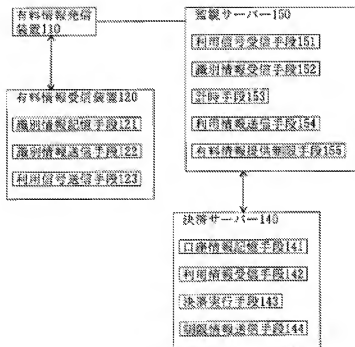 有料情報発信
装置110
有料情報受信装置120
識別情報記憶手段121
識別情報送信手段122
利用信号送信手段123
監視サーバー150
利用信号受信手段151
識別情報受信手段152
計時手段153
利用情報送信手段154
有料情報提供制限手段155
決済サーバー140
口座情報記憶手段141
利用情報受信手段142
決済実行手段143
制限情報送信手段144